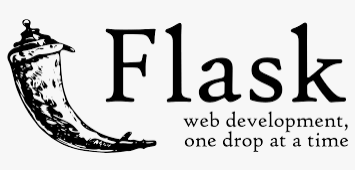 Flask
web development,
one drop at a time